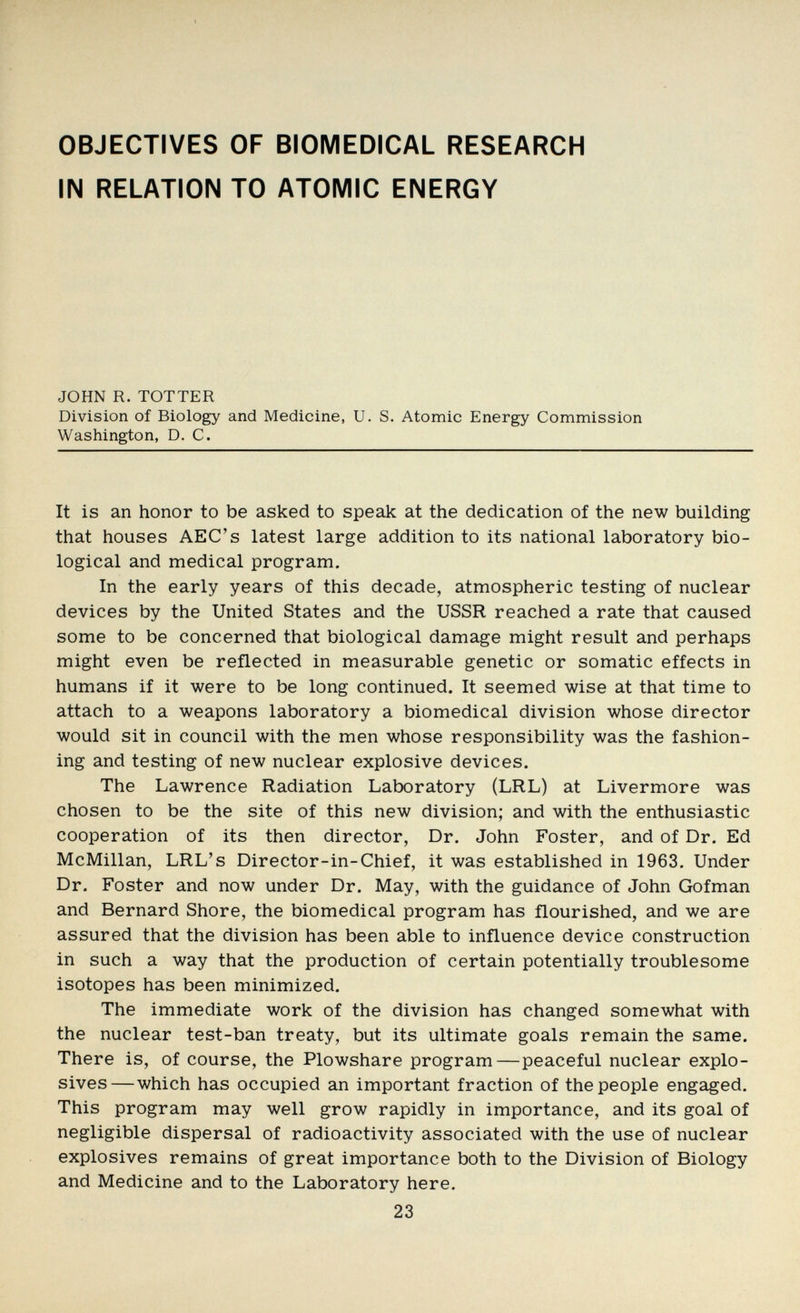 OBJECTIVES OF BIOMEDICAL RESEARCH
IN RELATION TO ATOMIC ENERGY
JOHN R. TOTTER
Division of Biology and Medicine, U. S. Atomic Energy Commission
Washington, D. C.
It is an honor to be asked to speak at the dedication of the new building
that houses AEC's latest large addition to its national laboratory bio-
logical and medical program.
In the early years of this decade, atmospheric testing of nuclear
devices by the United States and the USSR reached a rate that caused
some to be concerned that biological damage might result and perhaps
might even be reflected in measurable genetic or somatic effects in
humans if it were to be long continued. It seemed wise at that time to
attach to a weapons laboratory a biomedical division whose director
would sit in council with the men whose responsibility was the fashion-
ing and testing of new nuclear explosive devices.
The Lawrence Radiation Laboratory (LRL) at Livermore was
chosen to be the site of this new division; and with the enthusiastic
cooperation of its then director, Dr. John Foster, and of Dr. Ed
McMillan, LRL's Director-in-Chief, it was established in 1963. Under
Dr. Foster and now under Dr. May, with the guidance of John Gofman
and Bernard Shore, the biomedical program has flourished, and we are
assured that the division has been able to influence device construction
in such a way that the production of certain potentially troublesome
isotopes has been minimized.
The immediate work of the division has changed somewhat with
the nuclear test-ban treaty, but its ultimate goals remain the same.
There is, of course, the Plowshare program—peaceful nuclear explo-
sives—which has occupied an important fraction of the people engaged.
This program may well grow rapidly in importance, and its goal of
negligible dispersal of radioactivity associated with the use of nuclear
explosives remains of great importance both to the Division of Biology
and Medicine and to the Laboratory here.
23